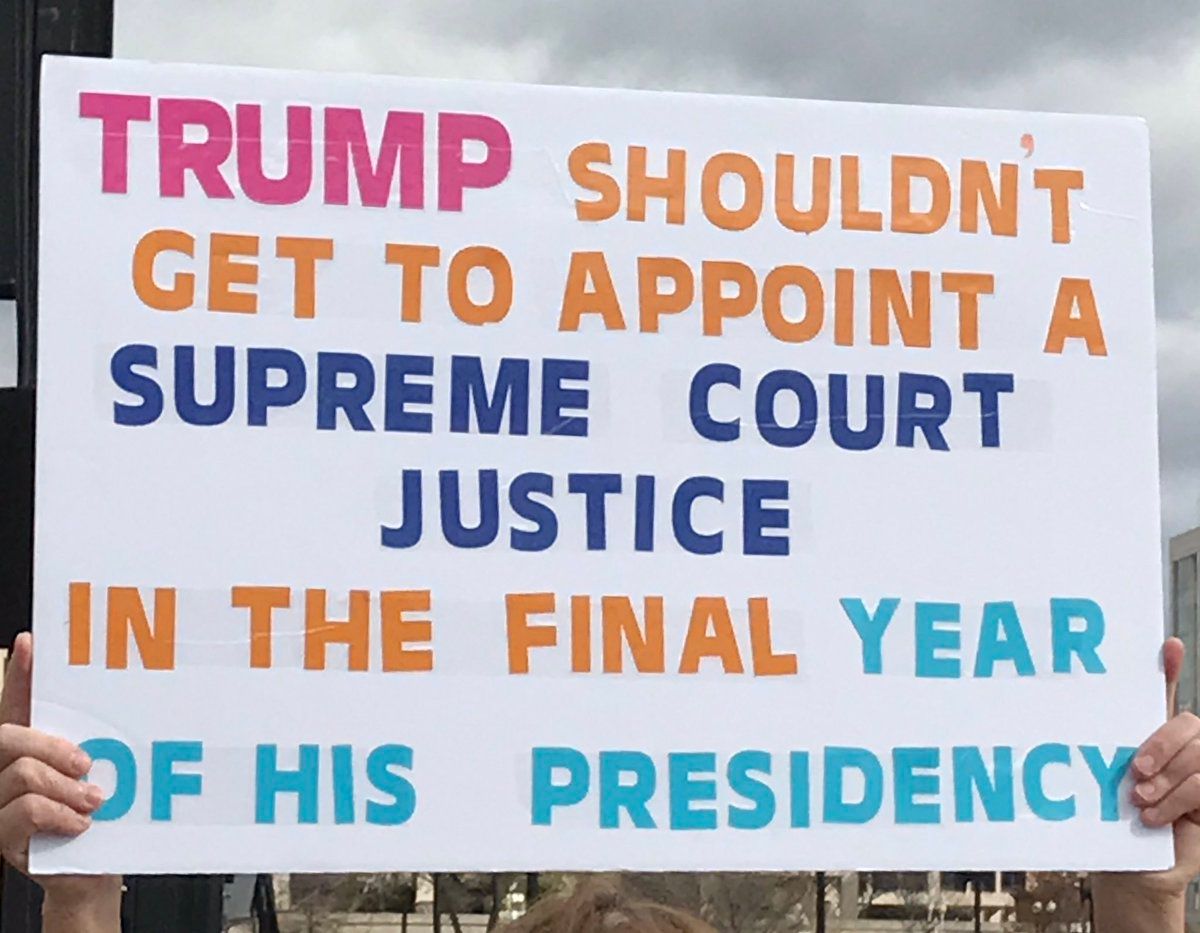 TRUMP SHOULDN'T
GET TO APPOINT A
SUPREME COURT
JUSTICE
IN THE FINAL YEAR
OF HIS PRESIDENCY